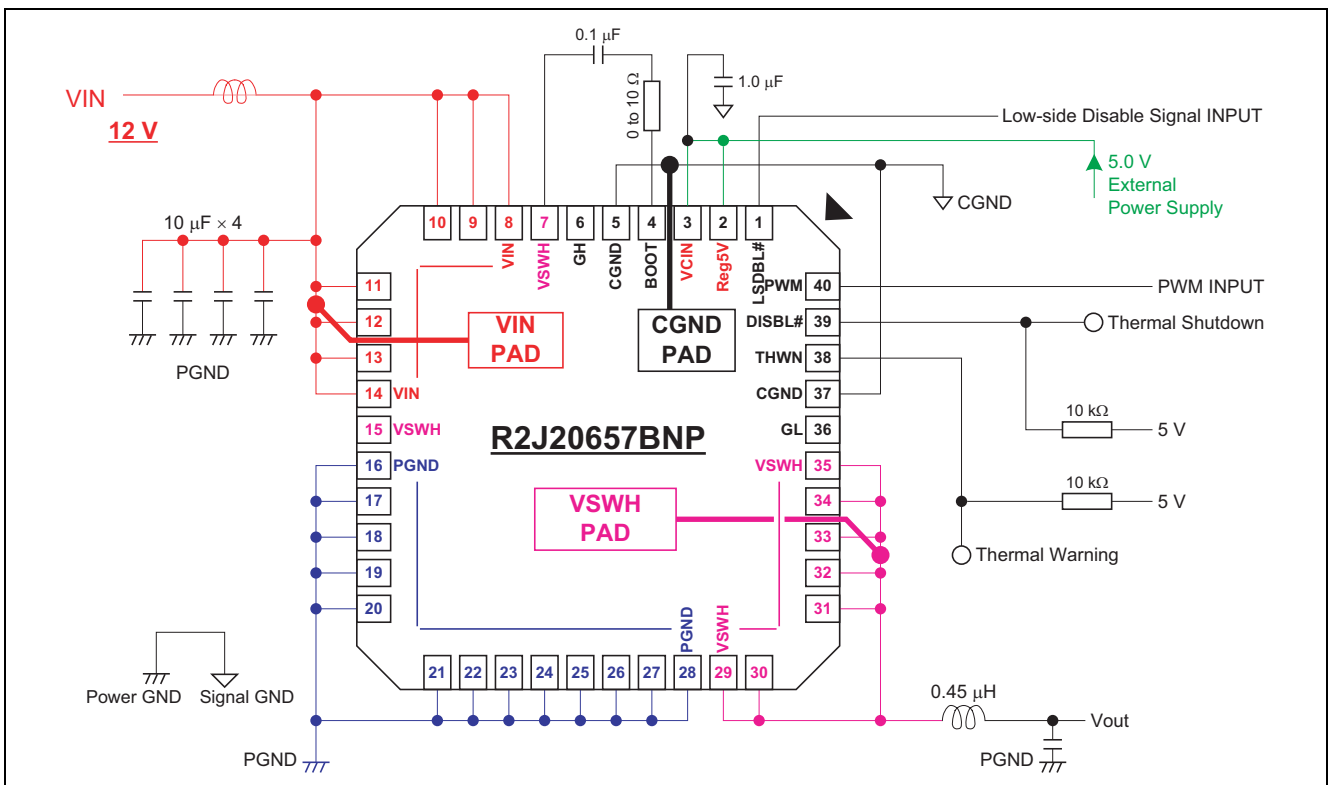 0.1 μF
VIN
12 V
0 to 10 Ω
1.0 μF
Low-side Disable Signal INPUT
5.0 V
External
Power Supply
CGND
10 μF × 4
PGND
10
9
8
7
6
5
4
3
2
1
VIN
VSWH
GH
CGND
BOOT
VCIN
Reg5V
LSDBL#
11
12
13
14 VIN
15 VSWH
16 PGND
17
18
19
20
VIN
PAD
CGND
PAD
R2J20657BNP
VSWH
PAD
PWM 40
PWM INPUT
DISBL# 39
Thermal Shutdown
THWN 38
CGND 37
10 kΩ
5 V
GL 36
VSWH 35
10 kΩ
5 V
34
33
Thermal Warning
32
31
PGND
VSWH
21
22
23
24
25
26
27
28
29
30
Power GND
Signal GND
PGND
0.45 μH
Vout
PGND